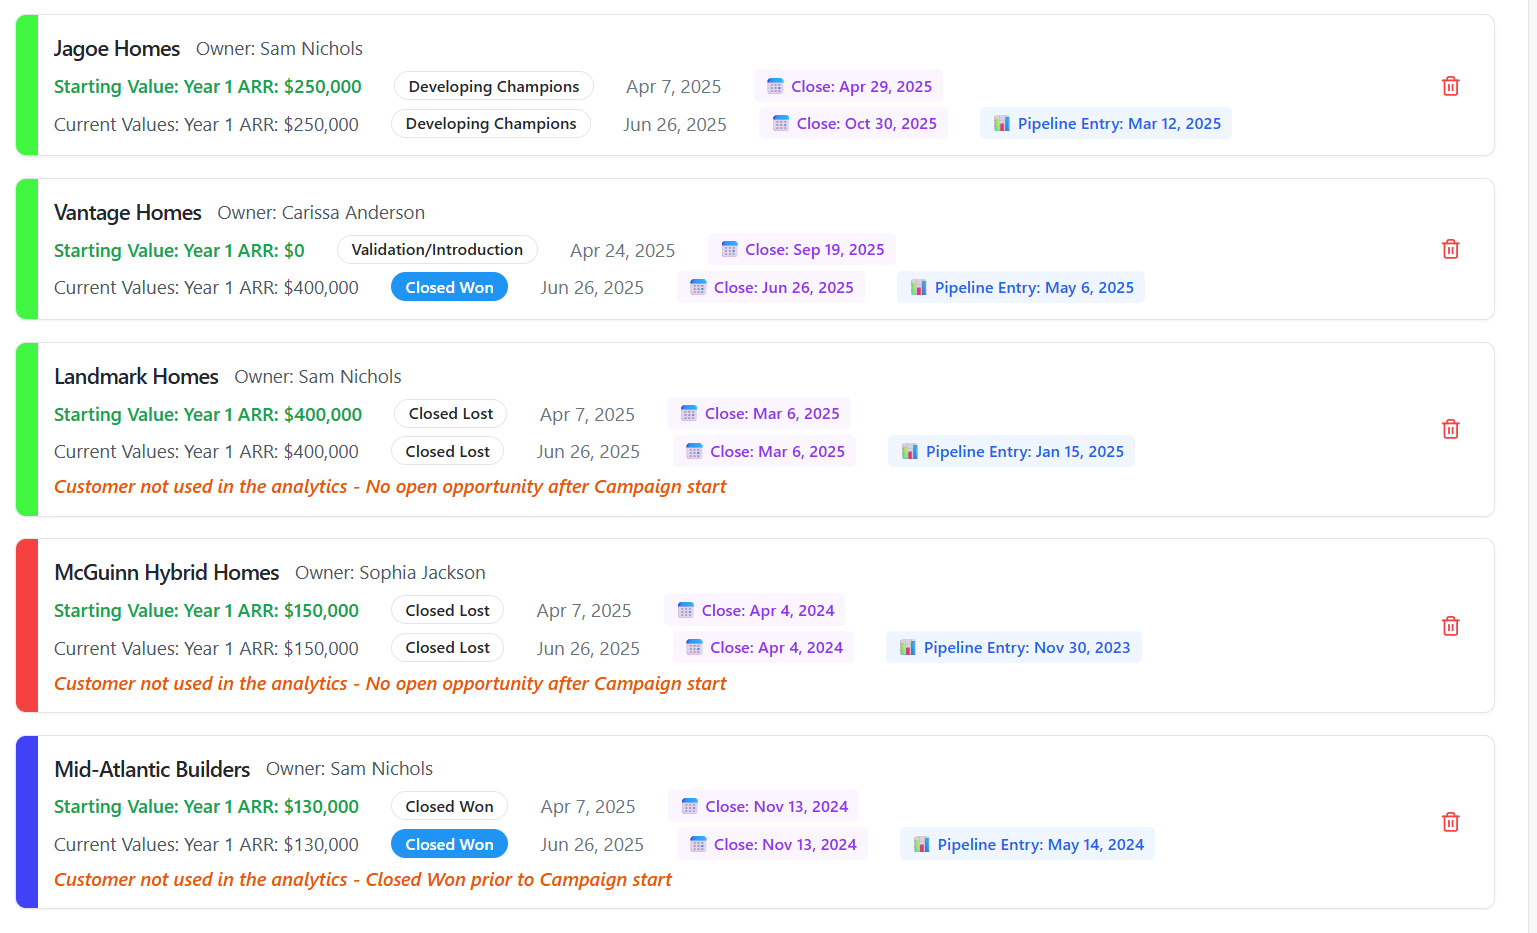 Jagoe Homes Owner: Sam Nichols
Starting Value: Year 1 ARR: $250,000 Developing Champions Apr 7, 2025 Close: Apr 29, 2025
Current Values: Year 1 ARR: $250,000 Developing Champions Jun 26, 2025 Close: Oct 30, 2025 Pipeline Entry: Mar 12, 2025
Vantage Homes Owner: Carissa Anderson
Starting Value: Year 1 ARR: $0 Validation/Introduction Apr 24, 2025 Close: Sep 19, 2025
Current Values: Year 1 ARR: $400,000 Closed Won Jun 26, 2025 Close: Jun 26, 2025 Pipeline Entry: May 6, 2025
Landmark Homes Owner: Sam Nichols
Starting Value: Year 1 ARR: $400,000 Closed Lost Apr 7, 2025 Close: Mar 6, 2025
Current Values: Year 1 ARR: $400,000 Closed Lost Jun 26, 2025 Close: Mar 6, 2025 Pipeline Entry: Jan 15, 2025
Customer not used in the analytics - No open opportunity after Campaign start
McGuinn Hybrid Homes Owner: Sophia Jackson
Starting Value: Year 1 ARR: $150,000 Closed Lost Apr 7, 2025 Close: Apr 4, 2024
Current Values: Year 1 ARR: $150,000 Closed Lost Jun 26, 2025 Close: Apr 4, 2024 Pipeline Entry: Nov 30, 2023
Customer not used in the analytics - No open opportunity after Campaign start
Mid-Atlantic Builders Owner: Sam Nichols
Starting Value: Year 1 ARR: $130,000 Closed Won Apr 7, 2025 Close: Nov 13, 2024
Current Values: Year 1 ARR: $130,000 Closed Won Jun 26, 2025 Close: Nov 13, 2024 Pipeline Entry: May 14, 2024
Customer not used in the analytics - Closed Won prior to Campaign start